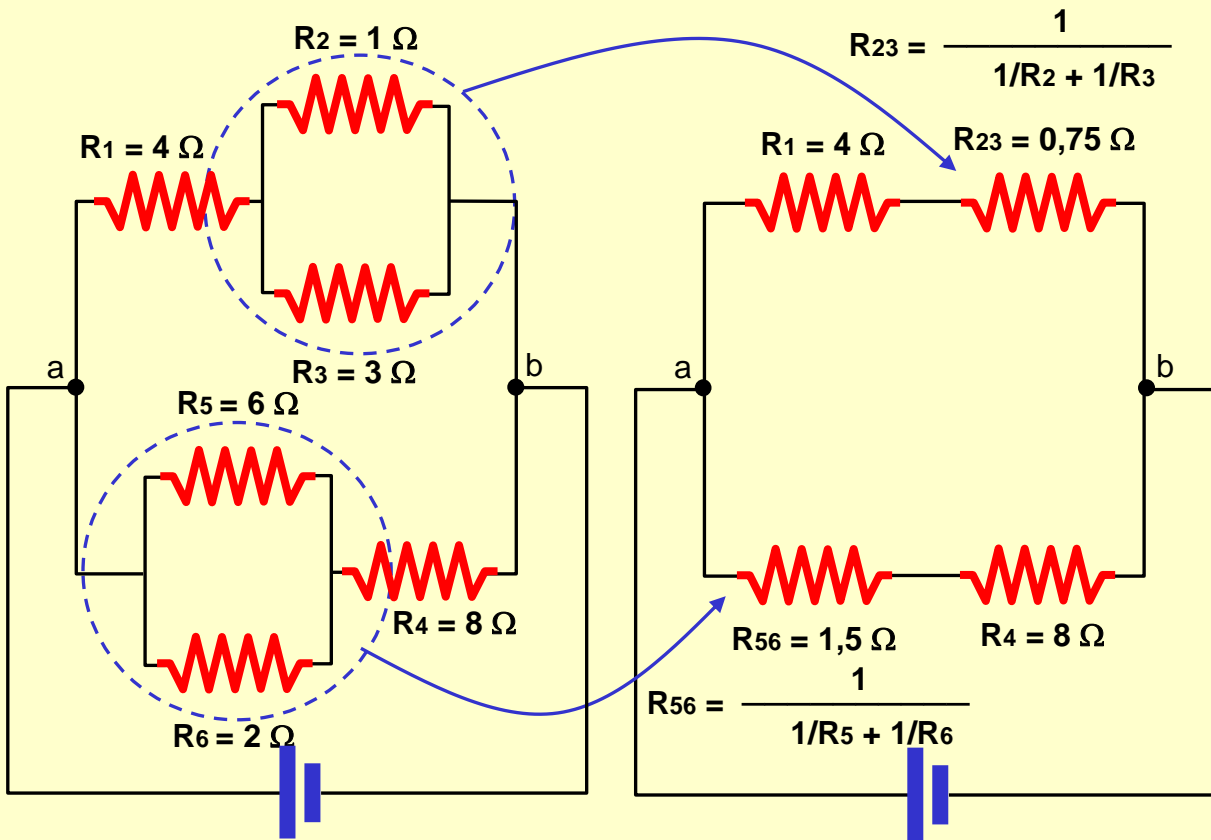 R2 = 1 Ω
R1 = 4 Ω
R3 = 3 Ω
a
b
R5 = 6 Ω
R4 = 8 Ω
R6 = 2 Ω
R23 = 1
1/R2 + 1/R3
R1 = 4 Ω
R23 = 0,75 Ω
a
b
R56 = 1,5 Ω
R4 = 8 Ω
R56 = 1
1/R5 + 1/R6